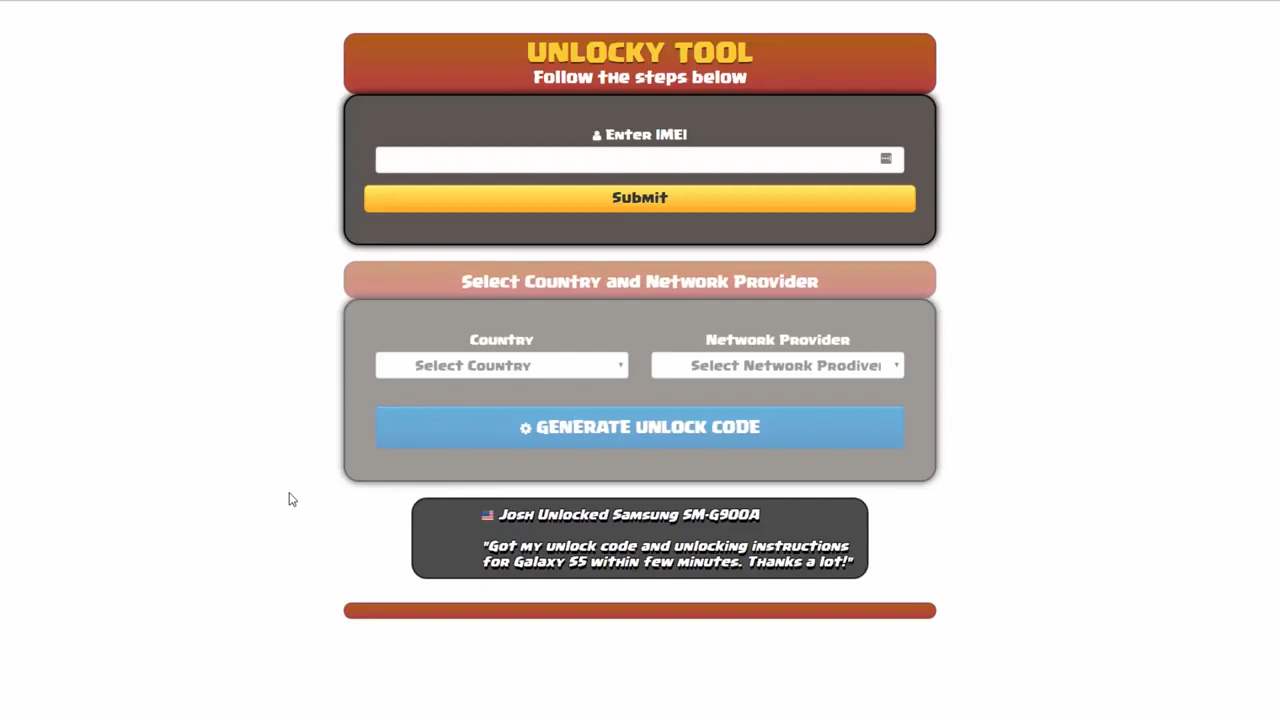 UNLOCKY TOOL
Follow the steps below
Enter IMEI
Submit
Select Country and Network Provider
Country
Network Provider
Select Country
Select Network Prodiver
GENERATE UNLOCK CODE
Josh Unlocked Samsung SM-G900A
"Got my unlock code and unlocking instructions
for Galaxy S5 within few minutes. Thanks a lot!"